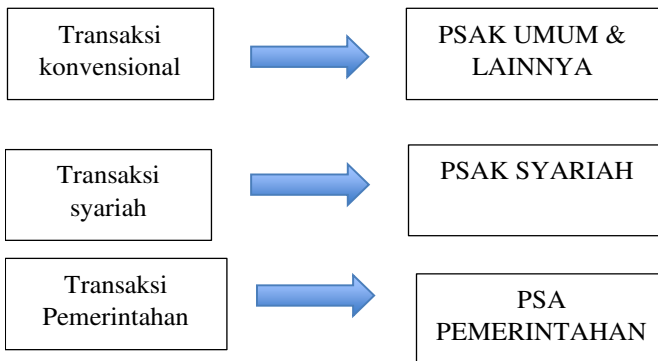 Transaksi
konvensional
PSAK UMUM &
LAINNYA
Transaksi
syariah
PSAK SYARIAH
Transaksi
Pemerintahan
PSA
PEMERINTAHAN